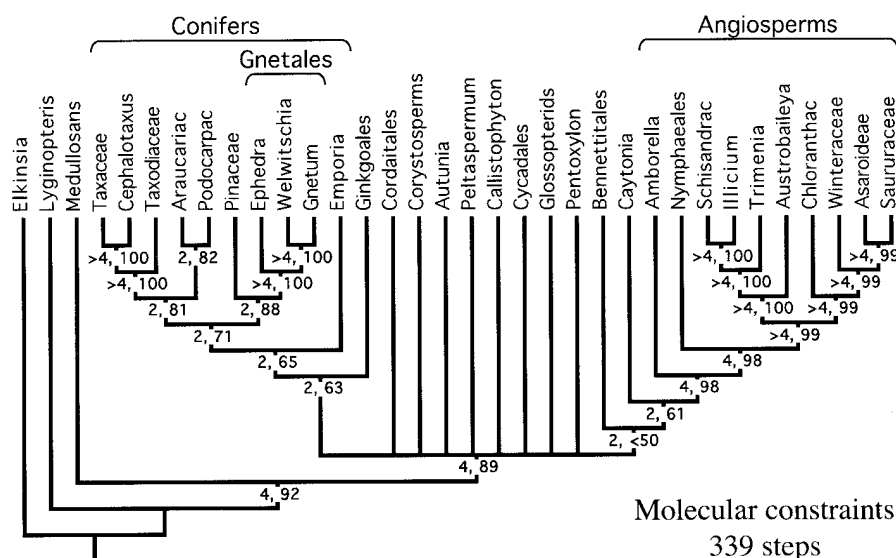 Conifers
Angiosperms
Gnetales
Elkinsia
Lyginopteris
Medullosans
Taxaceae
Cephalotaxus
Taxodiaceae
Araucariac
Podocarpac
Pinaceae
Ephedra
Welwitschia
Gnetum
Emporia
Ginkgoales
Cordaitales
Corystosperms
Autunia
Peltaspermum
Callistophyton
Cycadales
Glossopterids
Pentoxylon
Bennettitales
Caytonia
Amborella
Nymphaeales
Schisandrac
Illicium
Trimenia
Austrobaileya
Chloranthac
Winteraceae
Asaroideae
Saururaceae
>4, 100 2, 82 >4, 100 >4, 100 >4, 99
>4, 100 >4, 100 >4, 100 >4, 99
2, 81 2, 88 >4, 100 >4, 99
2, 71 >4, 99
2, 65 4, 98
2, 63 4, 98
2, 61
2, <50
4, 89
4, 92
Molecular constraints
339 steps